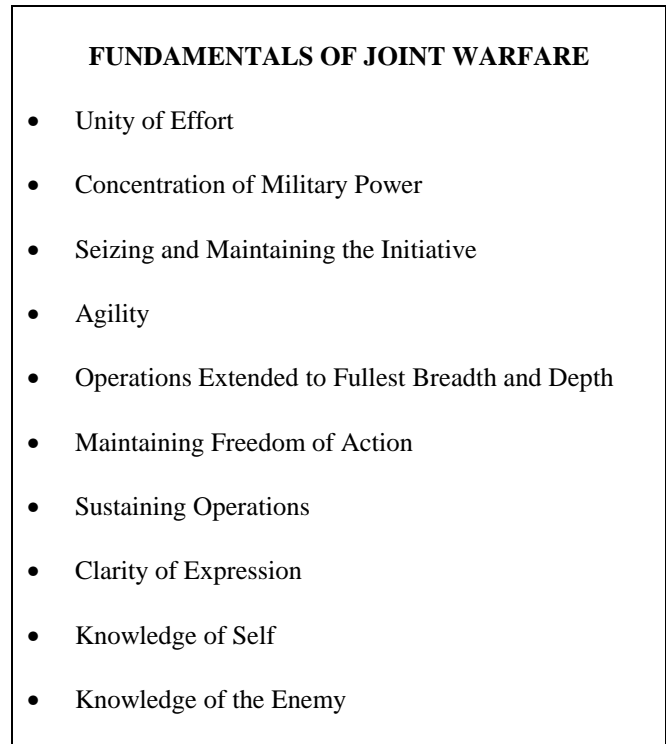 FUNDAMENTALS OF JOINT WARFARE
• Unity of Effort
• Concentration of Military Power
• Seizing and Maintaining the Initiative
• Agility
• Operations Extended to Fullest Breadth and Depth
• Maintaining Freedom of Action
• Sustaining Operations
• Clarity of Expression
• Knowledge of Self
• Knowledge of the Enemy